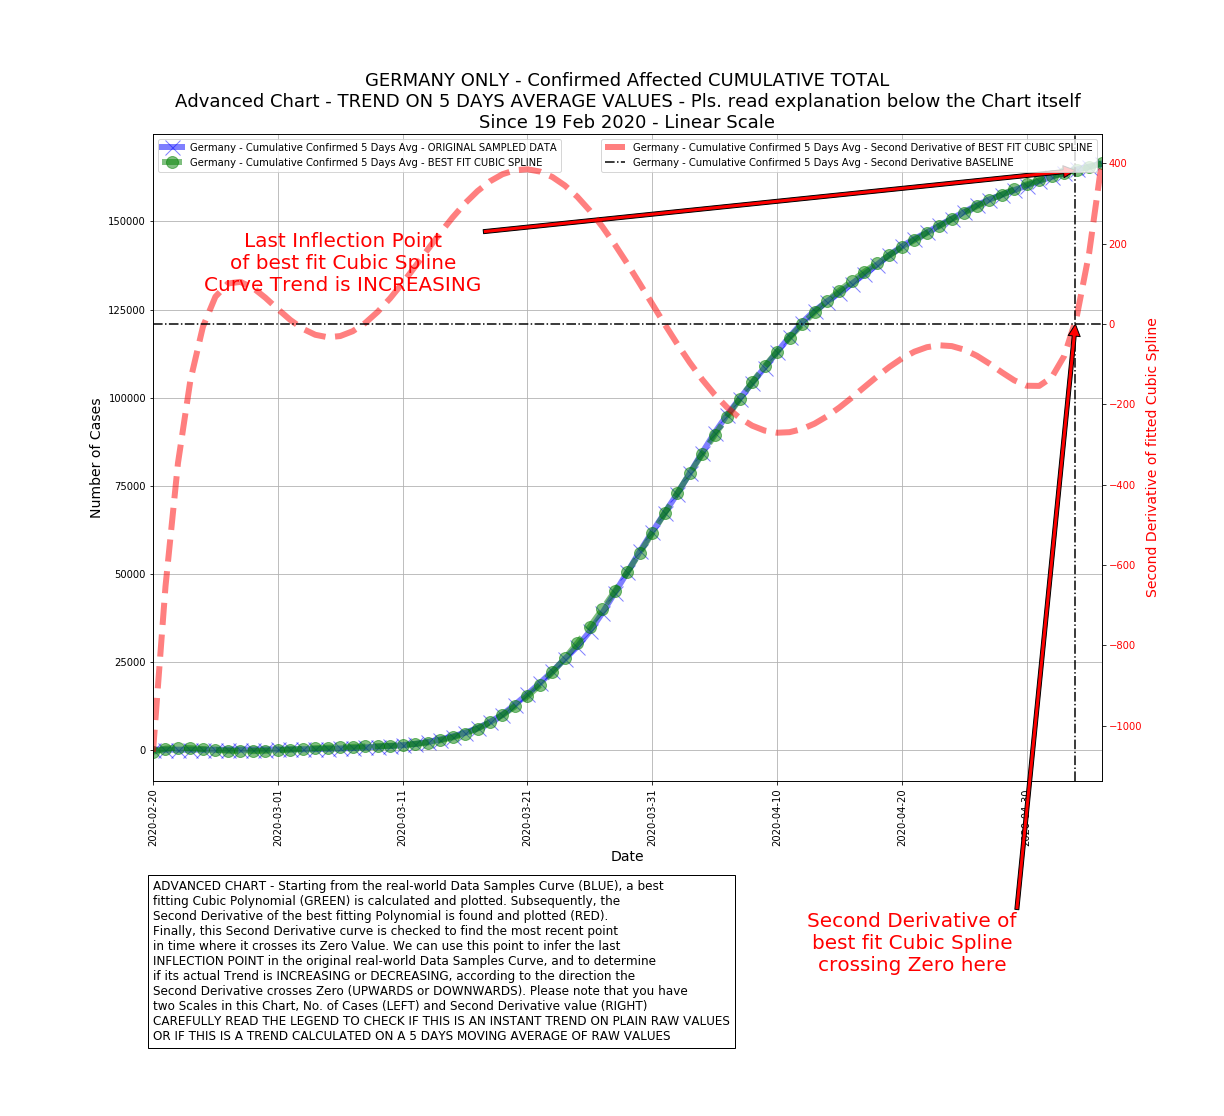 GERMANY ONLY - Confirmed Affected CUMULATIVE TOTAL
Advanced Chart - TREND ON 5 DAYS AVERAGE VALUES - Pls. read explanation below the Chart itself
Since 19 Feb 2020 - Linear Scale
Germany - Cumulative Confirmed 5 Days Avg - ORIGINAL SAMPLED DATA
Germany - Cumulative Confirmed 5 Days Avg - BEST FIT CUBIC SPLINE
Germany - Cumulative Confirmed 5 Days Avg - Second Derivative of BEST FIT CUBIC SPLINE
Germany - Cumulative Confirmed 5 Days Avg - Second Derivative BASELINE
Last Inflection Point
of best fit Cubic Spline
Curve Trend is INCREASING
Number of Cases
150000
125000
100000
75000
50000
25000
0
400
200
0
−200
−400
−600
−800
−1000
Second Derivative of fitted Cubic Spline
2020-02-20
2020-03-01
2020-03-11
2020-03-21
2020-03-31
2020-04-10
2020-04-20
2020-04-30
Date
ADVANCED CHART - Starting from the real-world Data Samples Curve (BLUE), a best
fitting Cubic Polynomial (GREEN) is calculated and plotted. Subsequently, the
Second Derivative of the best fitting Polynomial is found and plotted (RED).
Finally, this Second Derivative curve is checked to find the most recent point
in time where it crosses its Zero Value. We can use this point to infer the last
INFLECTION POINT in the original real-world Data Samples Curve, and to determine
if its actual Trend is INCREASING or DECREASING, according to the direction the
Second Derivative crosses Zero (UPWARDS or DOWNWARDS). Please note that you have
two Scales in this Chart, No. of Cases (LEFT) and Second Derivative value (RIGHT)
CAREFULLY READ THE LEGEND TO CHECK IF THIS IS AN INSTANT TREND ON PLAIN RAW VALUES
OR IF THIS IS A TREND CALCULATED ON A 5 DAYS MOVING AVERAGE OF RAW VALUES
Second Derivative of
best fit Cubic Spline
crossing Zero here